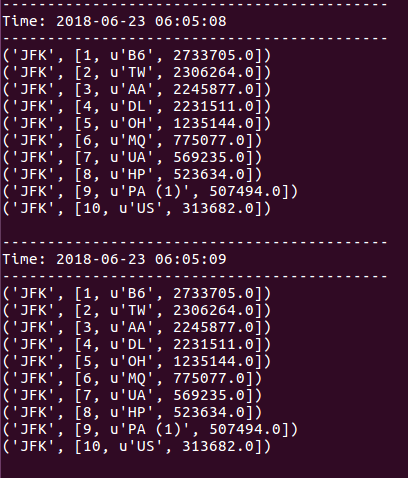 -------------------------------------------
Time: 2018-06-23 06:05:08
-------------------------------------------
('JFK', [1, u'B6', 2733705.0])
('JFK', [2, u'TW', 2306264.0])
('JFK', [3, u'AA', 2245877.0])
('JFK', [4, u'DL', 2231511.0])
('JFK', [5, u'OH', 1235144.0])
('JFK', [6, u'MQ', 775077.0])
('JFK', [7, u'UA', 569235.0])
('JFK', [8, u'HP', 523634.0])
('JFK', [9, u'PA (1)', 507494.0])
('JFK', [10, u'US', 313682.0])

-------------------------------------------
Time: 2018-06-23 06:05:09
-------------------------------------------
('JFK', [1, u'B6', 2733705.0])
('JFK', [2, u'TW', 2306264.0])
('JFK', [3, u'AA', 2245877.0])
('JFK', [4, u'DL', 2231511.0])
('JFK', [5, u'OH', 1235144.0])
('JFK', [6, u'MQ', 775077.0])
('JFK', [7, u'UA', 569235.0])
('JFK', [8, u'HP', 523634.0])
('JFK', [9, u'PA (1)', 507494.0])
('JFK', [10, u'US', 313682.0])